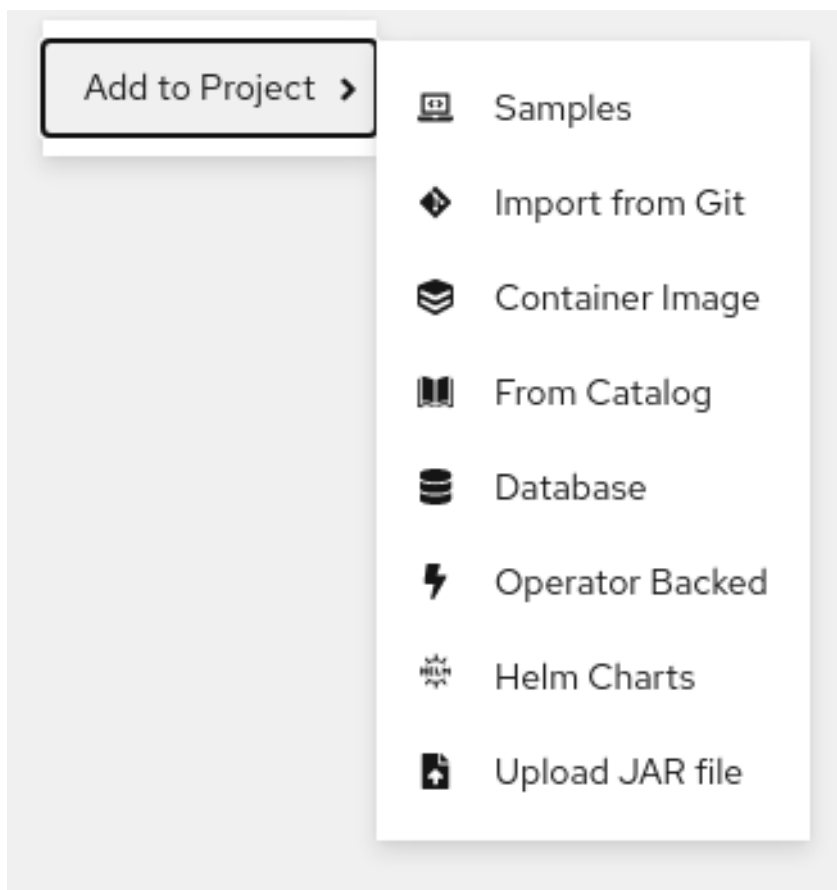 Add to Project
Samples
Import from Git
Container Image
From Catalog
Database
Operator Backed
HELM
Helm Charts
Upload JAR file